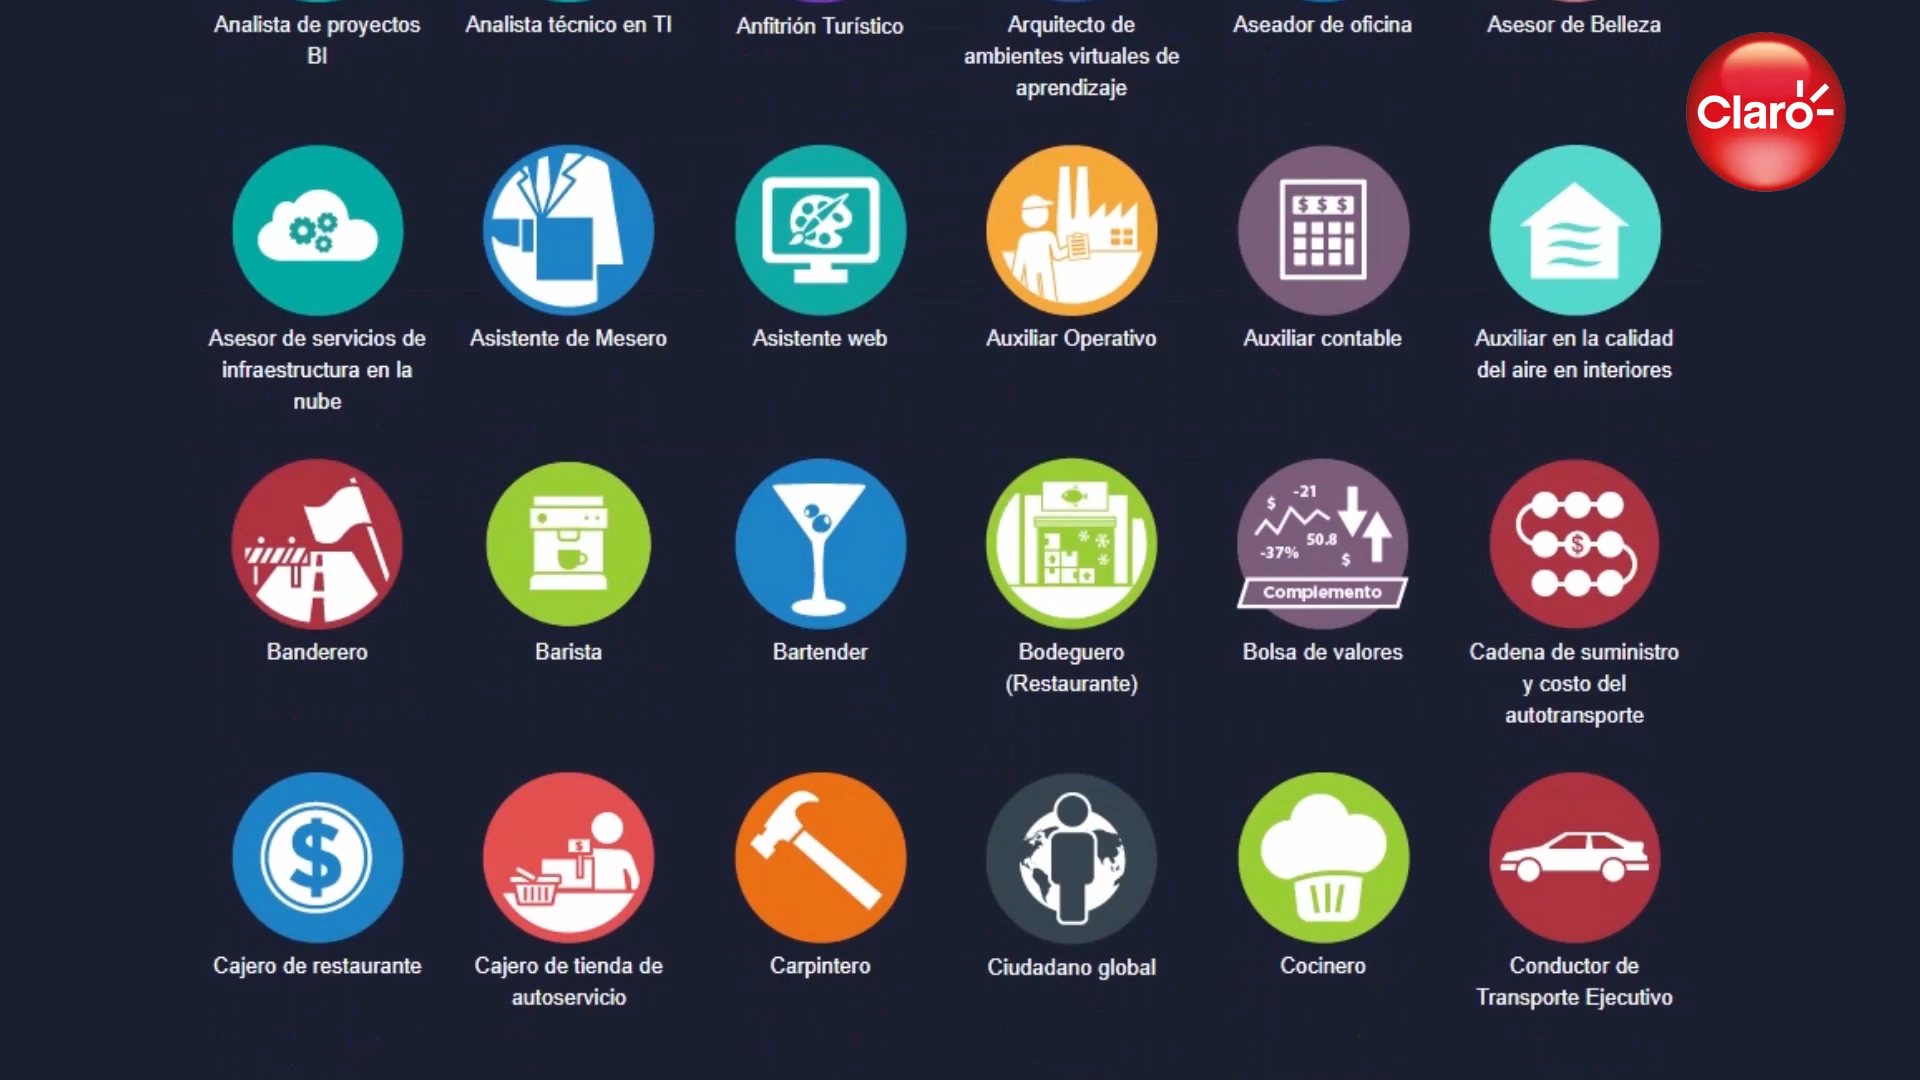 Analista de proyectos
BI
Analista técnico en TI
Anfitrión Turístico
Arquitecto de
ambientes virtuales de
aprendizaje
Aseador de oficina
Asesor de Belleza
Claro
$ $ $
Asesor de servicios de
infraestructura en la
nube
Asistente de Mesero
Asistente web
Auxiliar Operativo
Auxiliar contable
Auxiliar en la calidad
del aire en interiores
$ -21
-37% 50.8 $
Complemento
$
Banderero
Barista
Bartender
Bodeguero
(Restaurante)
Bolsa de valores
Cadena de suministro
y costo del
autotransporte
$
$
Cajero de restaurante
Cajero de tienda de
autoservicio
Carpintero
Ciudadano global
Cocinero
Conductor de
Transporte Ejecutivo